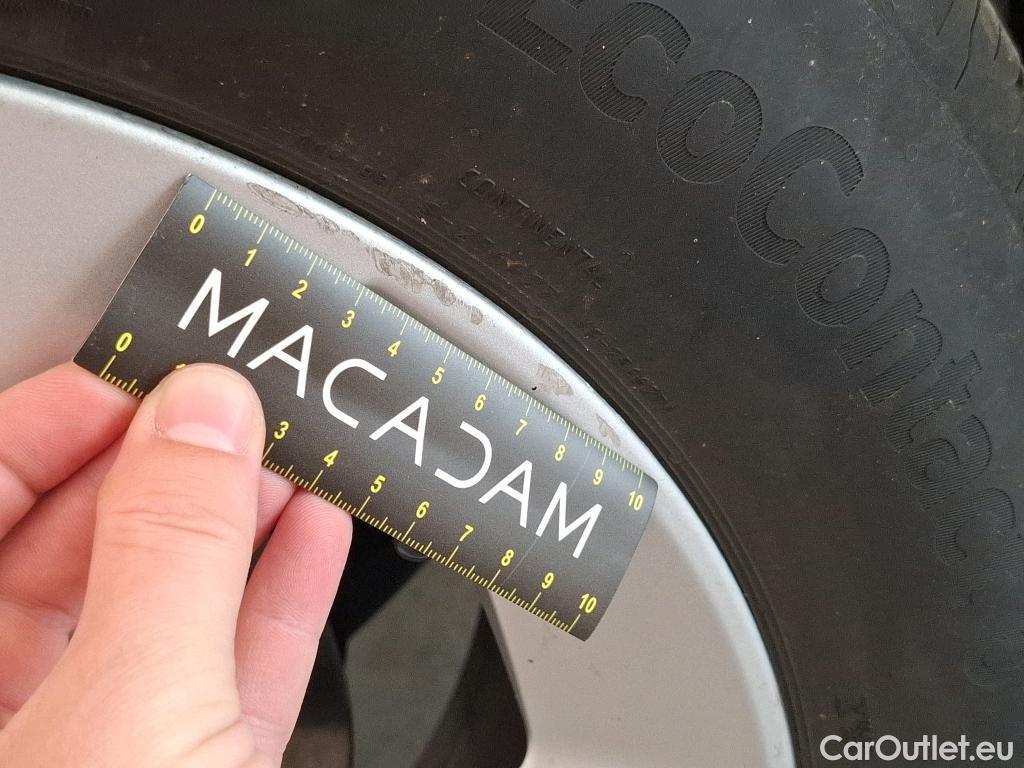 EcoContact
CONTINENTAL
0 1 2 3 4 5 6 7 8 9 10
MACADAM
0 3 4 5 6 7 8 9 10
CarOutlet.eu